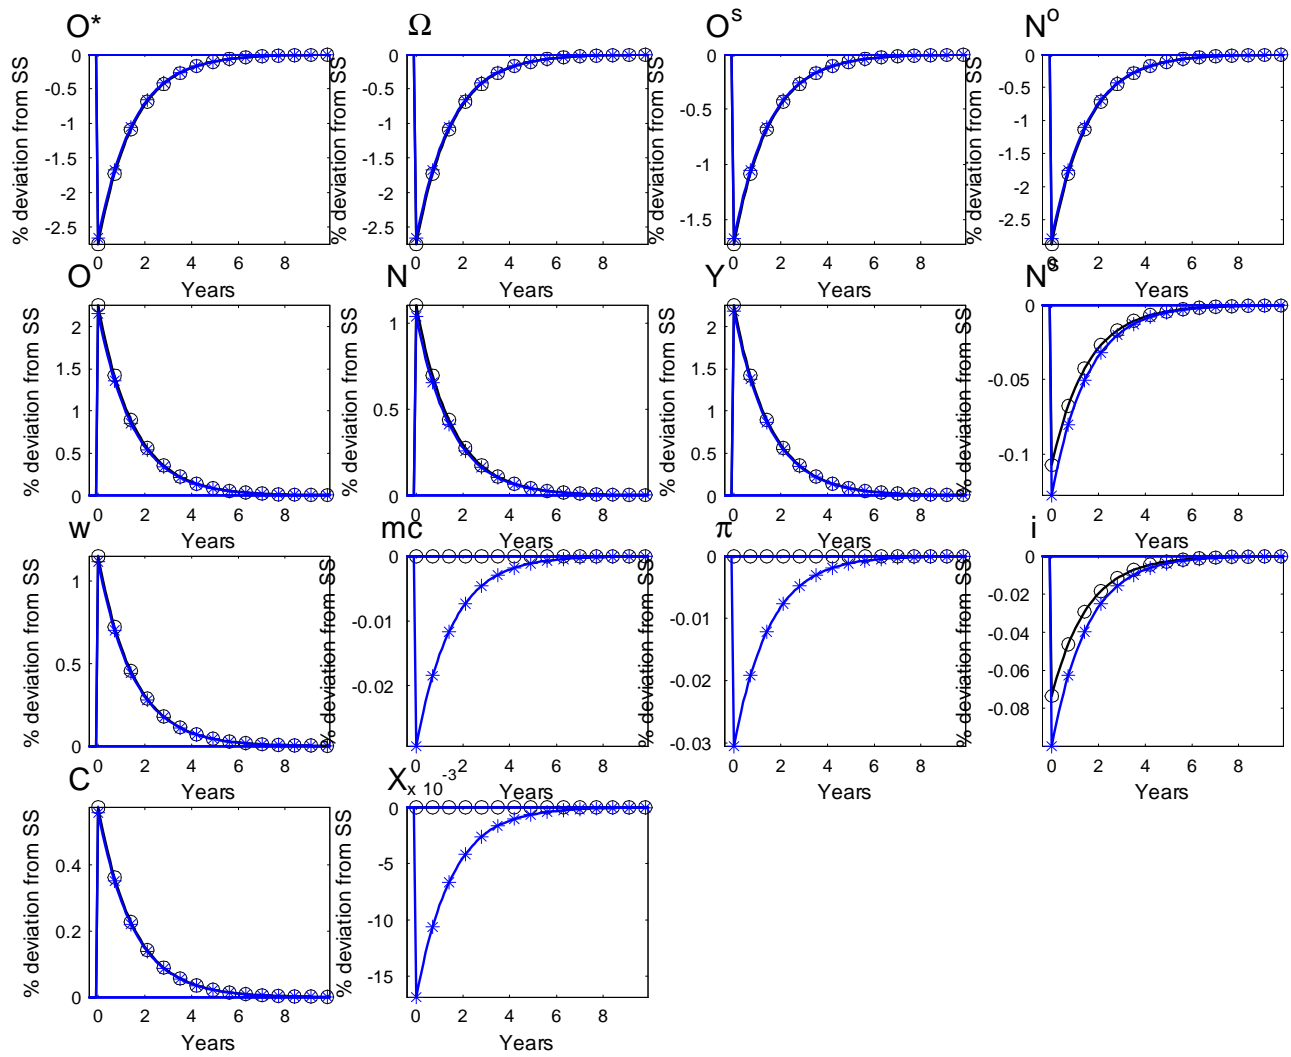 O* Ω Oˢ Nᵒ
% deviation from SS % deviation from SS % deviation from SS % deviation from SS
0 -0.5 -1 -1.5 -2 -2.5
0 -0.5 -1 -1.5 -2 -2.5
0 -0.5 -1 -1.5
0 -0.5 -1 -1.5 -2 -2.5
0 2 4 6 8
0 2 4 6 8
0 2 4 6 8
0 2 4 6 8
Years Years Years Years
O N Y Nˢ
% deviation from SS % deviation from SS % deviation from SS % deviation from SS
2 1.5 1 0.5 0
1 0.5 0
2 1.5 1 0.5 0
0 -0.05 -0.1
0 2 4 6 8
0 2 4 6 8
0 2 4 6 8
0 2 4 6 8
Years Years Years Years
w mc π i
% deviation from SS % deviation from SS % deviation from SS % deviation from SS
1 0.5 0
0 -0.01 -0.02
0 -0.01 -0.02 -0.03
0 -0.02 -0.04 -0.06 -0.08
0 2 4 6 8
0 2 4 6 8
0 2 4 6 8
0 2 4 6 8
Years Years Years Years
C X x 10⁻³
% deviation from SS % deviation from SS
0.4 0.2 0
0 -5 -10 -15
0 2 4 6 8
0 2 4 6 8
Years Years